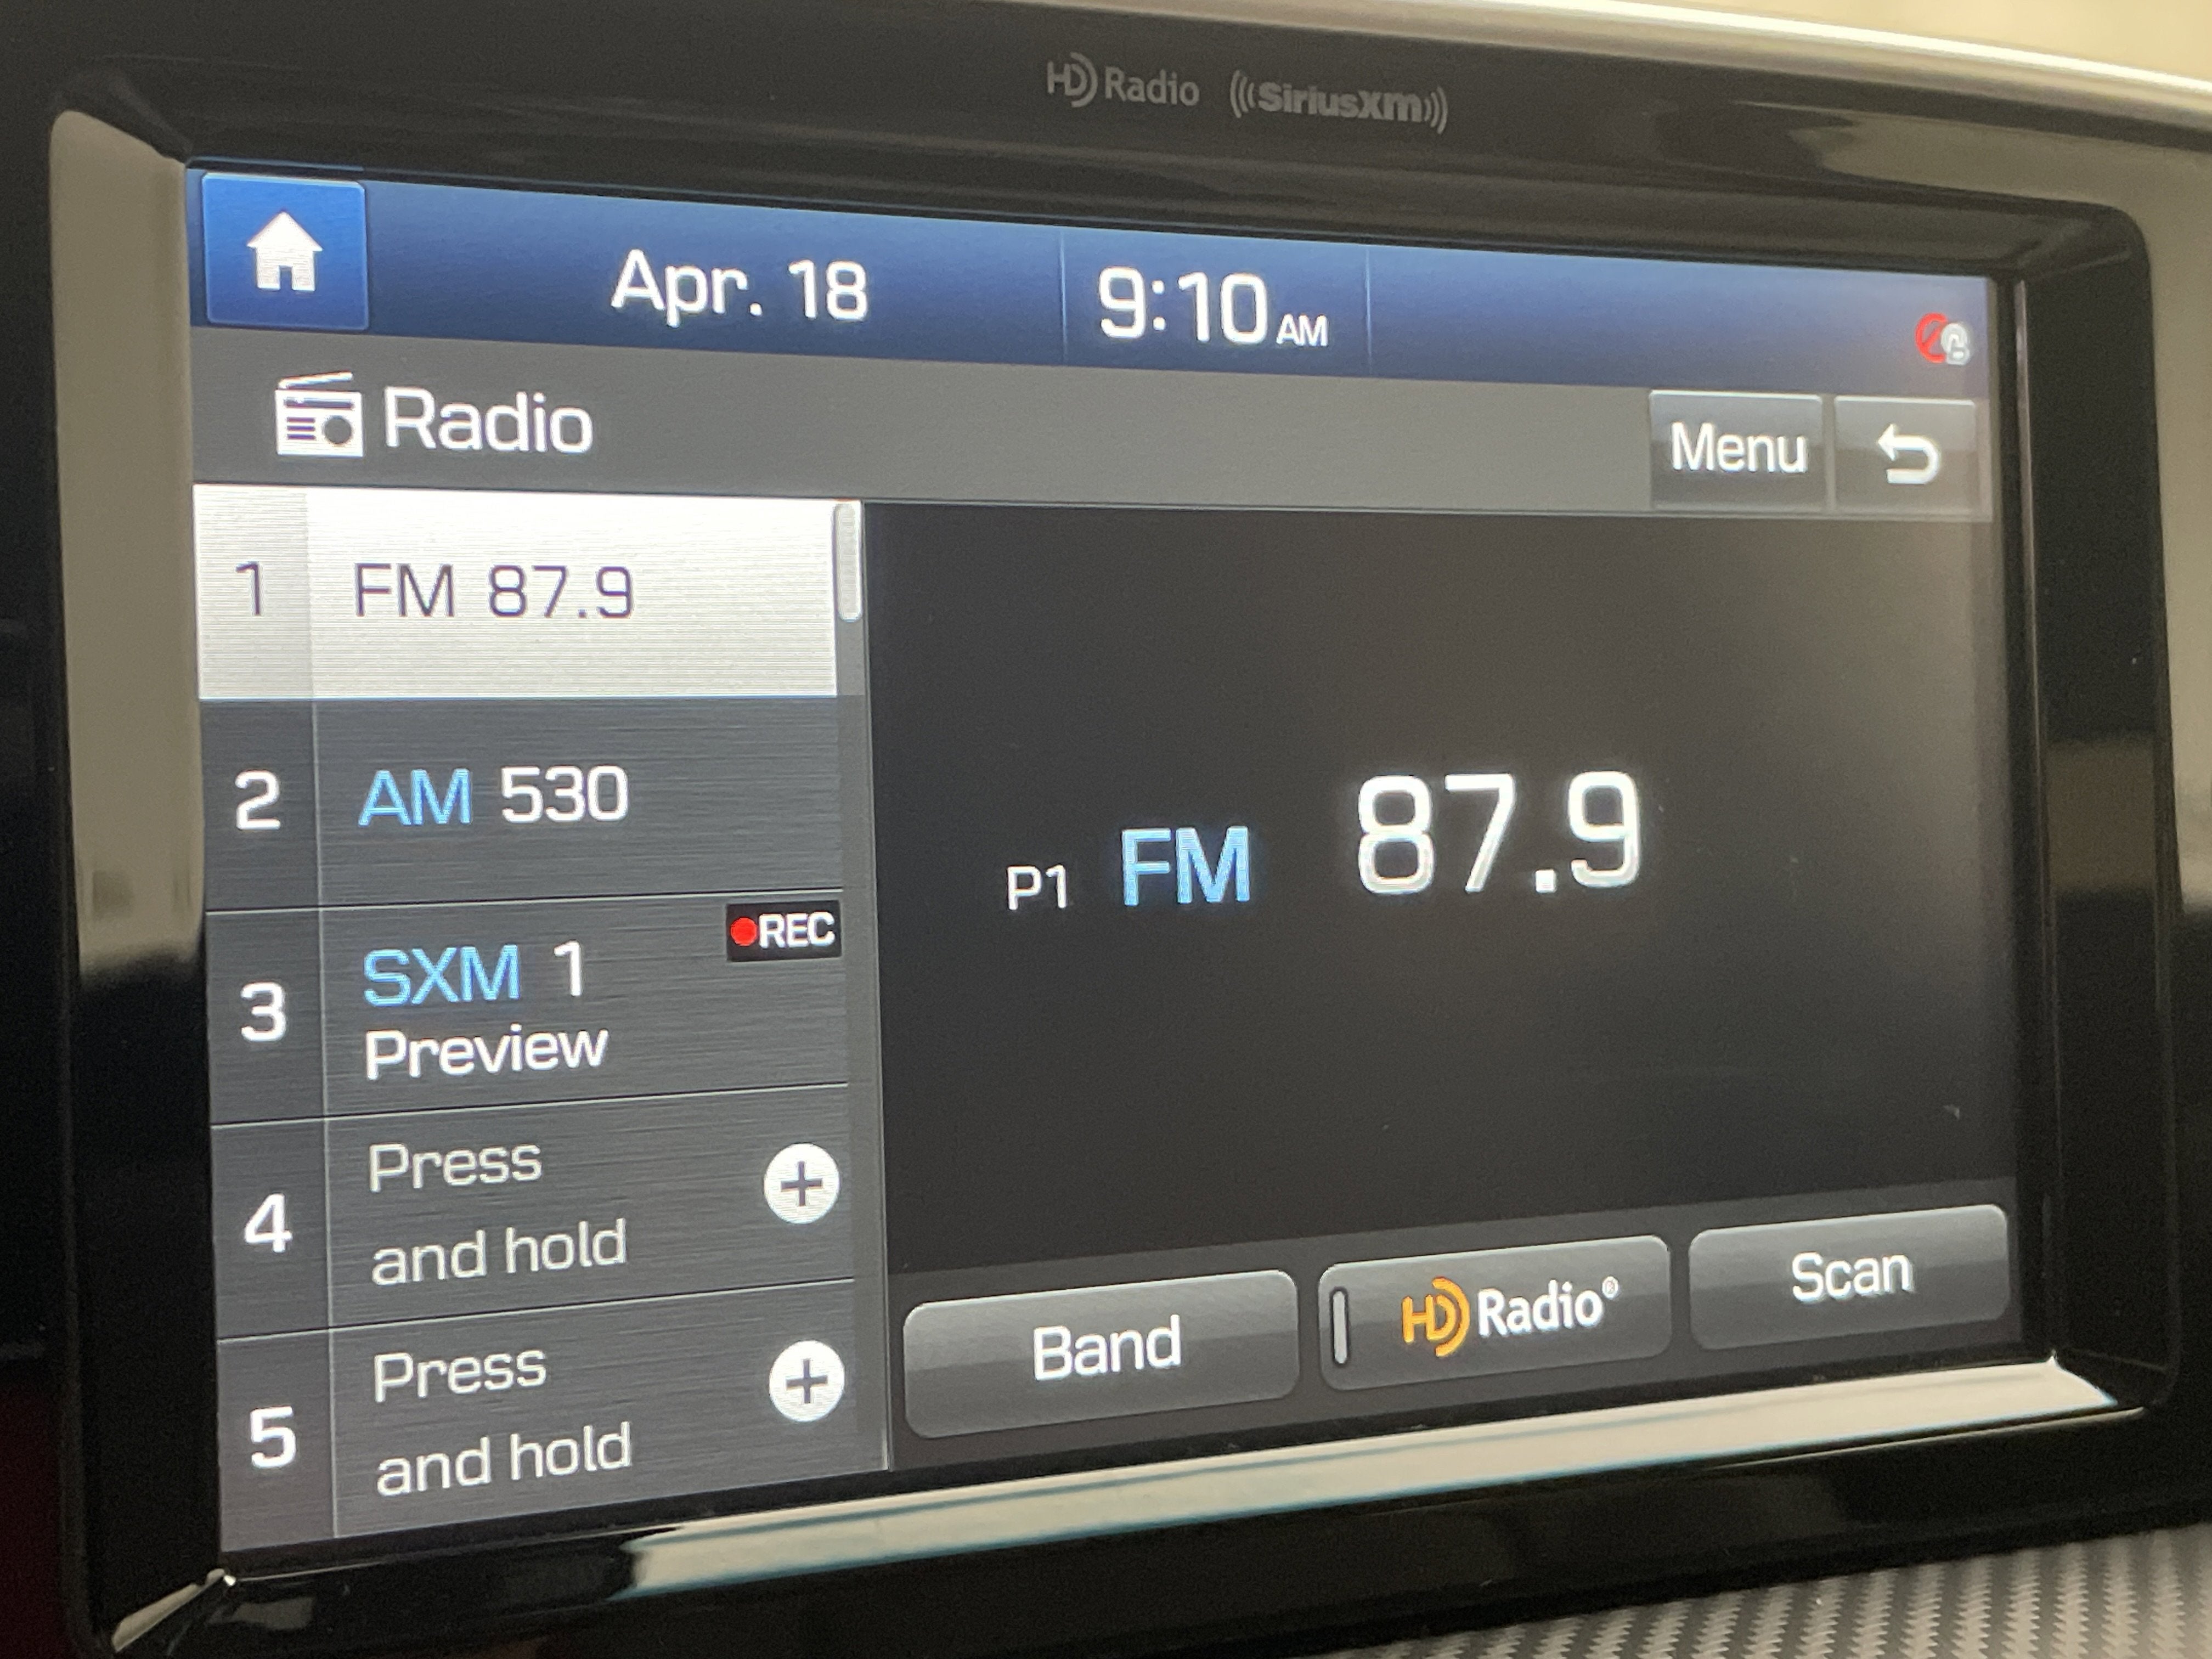 HD Radio ((SiriusXM))
Apr. 18 9:10 AM
Radio Menu
1 FM 87.9
2 AM 530
3 SXM 1 REC
Preview
4 Press
and hold
5 Press
and hold
P1 FM 87.9
Band HD Radio® Scan